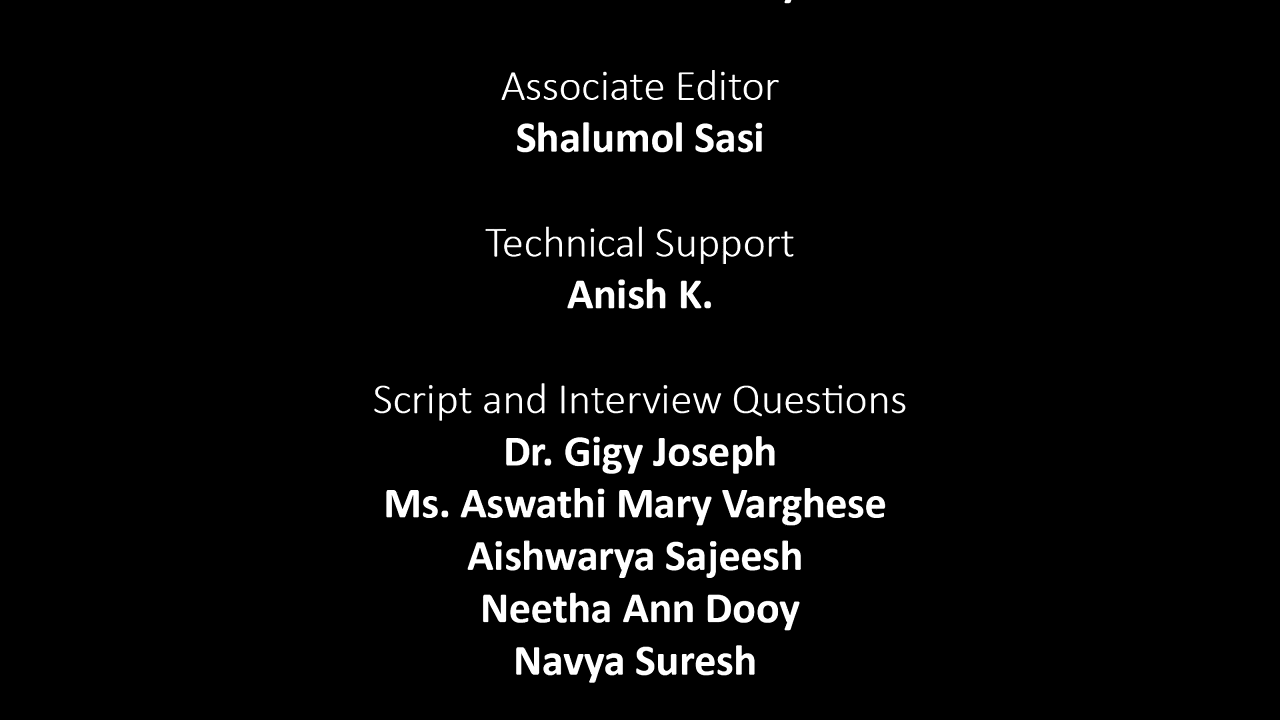 Associate Editor
Shalumol Sasi
Technical Support
Anish K.
Script and Interview Questions
Dr. Gigy Joseph
Ms. Aswathi Mary Varghese
Aishwarya Sajeesh
Neetha Ann Dooy
Navya Suresh